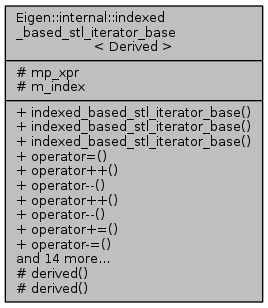 Eigen::internal::indexed
_based_stl_iterator_base
< Derived >
# mp_xpr
# m_index
+ indexed_based_stl_iterator_base()
+ indexed_based_stl_iterator_base()
+ indexed_based_stl_iterator_base()
+ operator=()
+ operator++()
+ operator--()
+ operator++()
+ operator--()
+ operator+=()
+ operator-=()
and 14 more...
# derived()
# derived()